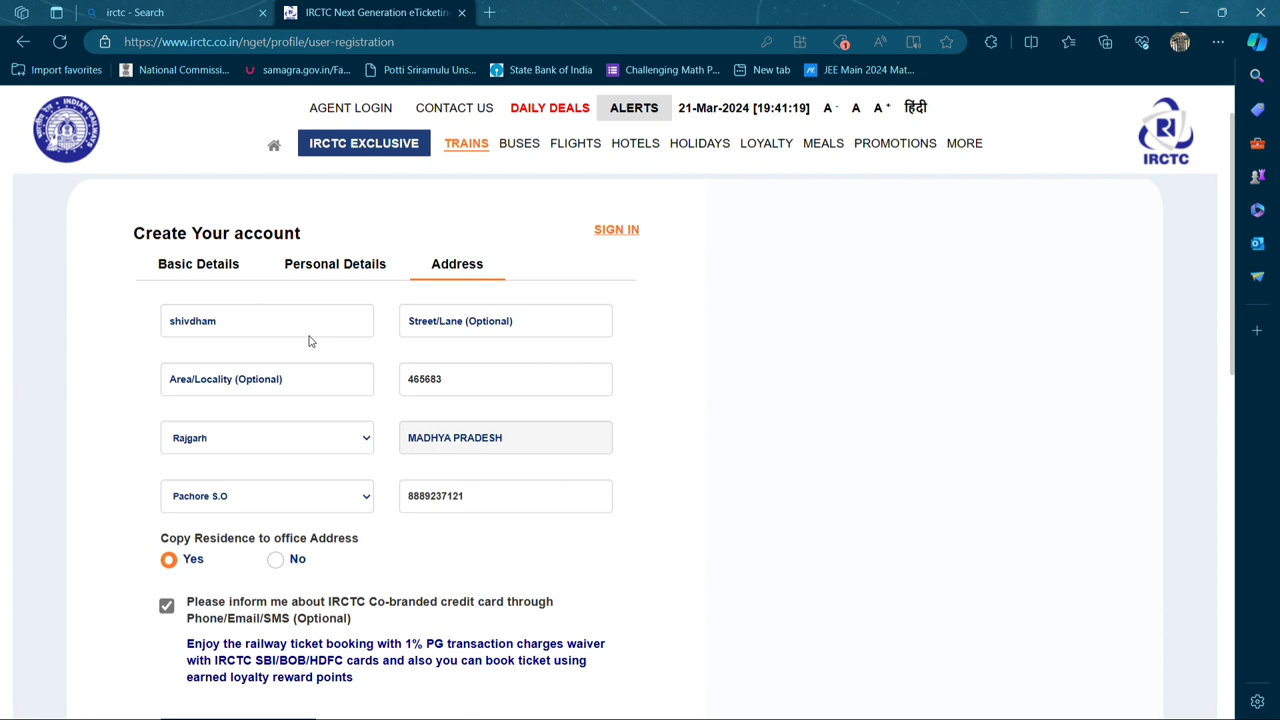 irctc - Search
IRCTC Next Generation eTicketin
https://www.irctc.co.in/nget/profile/user-registration
Import favorites
National Commissi...
samagra.gov.in/Fa...
Potti Sriramulu Uns...
State Bank of India
Challenging Math P...
New tab
JEE Main 2024 Mat...
AGENT LOGIN CONTACT US DAILY DEALS ALERTS 21-Mar-2024 [19:41:19] A- A A+ हिंदी
IRCTC EXCLUSIVE TRAINS BUSES FLIGHTS HOTELS HOLIDAYS LOYALTY MEALS PROMOTIONS MORE
IRCTC
Create Your account
SIGN IN
Basic Details Personal Details Address
shivdham
Street/Lane (Optional)
Area/Locality (Optional)
465683
Rajgarh
MADHYA PRADESH
Pachore S.O
8889237121
Copy Residence to office Address
Yes No
Please inform me about IRCTC Co-branded credit card through
Phone/Email/SMS (Optional)
Enjoy the railway ticket booking with 1% PG transaction charges waiver
with IRCTC SBI/BOB/HDFC cards and also you can book ticket using
earned loyalty reward points